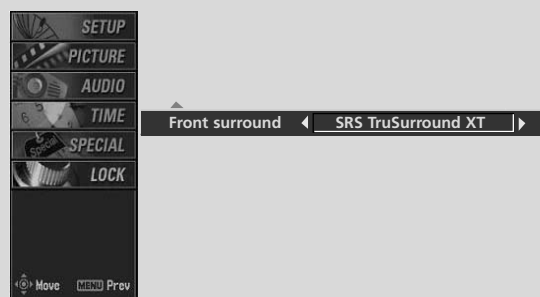 SETUP
PICTURE
AUDIO
TIME
SPECIAL
LOCK
Front surround SRS TruSurround XT
Move MENU Prev